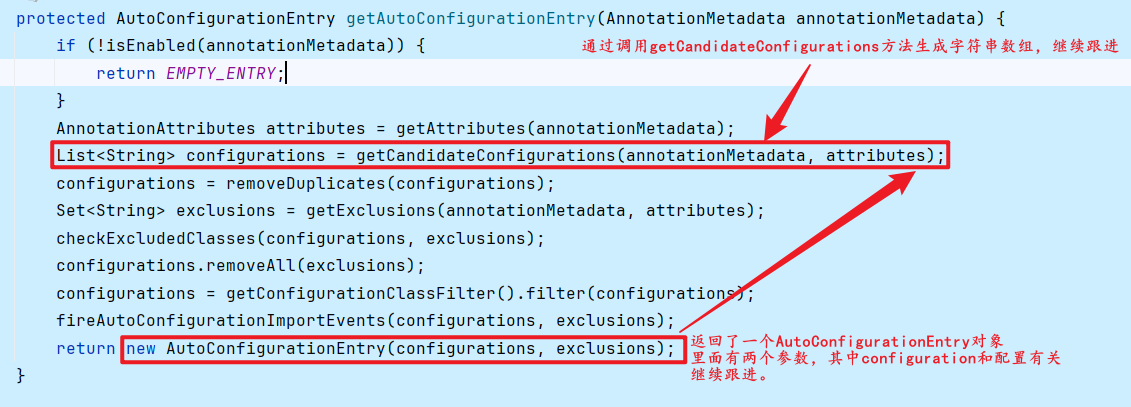 protected AutoConfigurationEntry getAutoConfigurationEntry(AnnotationMetadata annotationMetadata) {
if (!isEnabled(annotationMetadata)) {
通过调用getCandidateConfigurations方法生成字符串数组，继续跟进
return EMPTY_ENTRY;
}
AnnotationAttributes attributes = getAttributes(annotationMetadata);
List<String> configurations = getCandidateConfigurations(annotationMetadata, attributes);
configurations = removeDuplicates(configurations);
Set<String> exclusions = getExclusions(annotationMetadata, attributes);
checkExcludedClasses(configurations, exclusions);
configurations.removeAll(exclusions);
configurations = getConfigurationClassFilter().filter(configurations);
fireAutoConfigurationImportEvents(configurations, exclusions);
return new AutoConfigurationEntry(configurations, exclusions);
返回了一个AutoConfigurationEntry对象
里面有两个参数，其中configuration和配置有关
继续跟进。
}